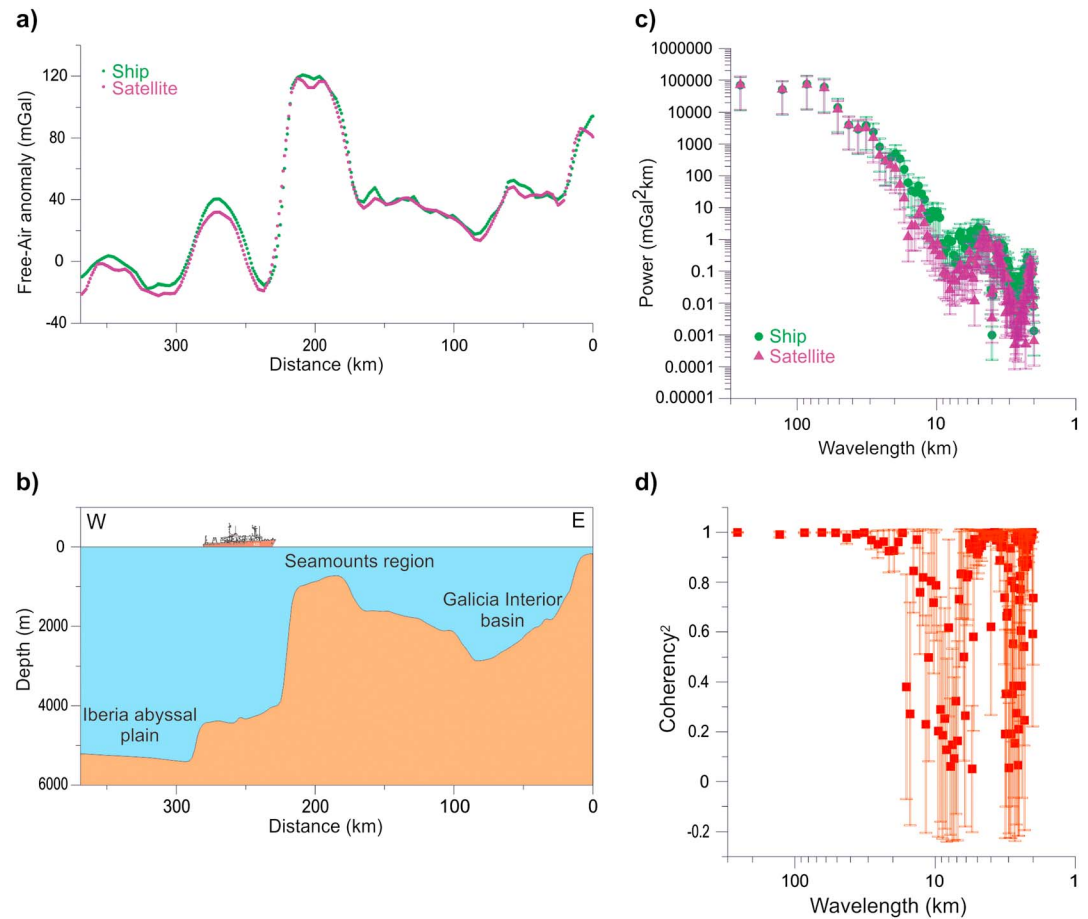 a)
Ship
Satellite
Free-Air anomaly (mGal)
120
80
40
0
-40
300
200
100
0
Distance (km)
b)
W
E
Seamounts region
Galicia Interior
basin
Iberia abyssal
plain
Depth (m)
0
2000
4000
6000
300
200
100
0
Distance (km)
c)
Power (mGal²km)
1000000
100000
10000
1000
100
10
1
0.1
0.01
0.001
0.0001
0.00001
Ship
Satellite
100
10
1
Wavelength (km)
d)
Coherency²
1
0.8
0.6
0.4
0.2
0
-0.2
100
10
1
Wavelength (km)